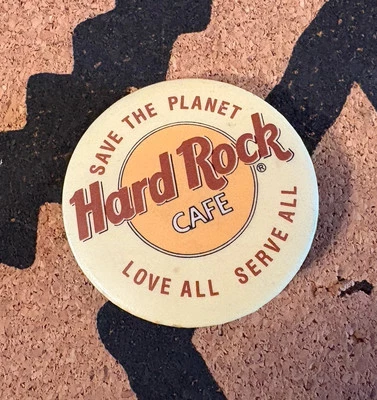 SAVE THE PLANET
Hard Rock
®
CAFE
LOVE ALL SERVE ALL